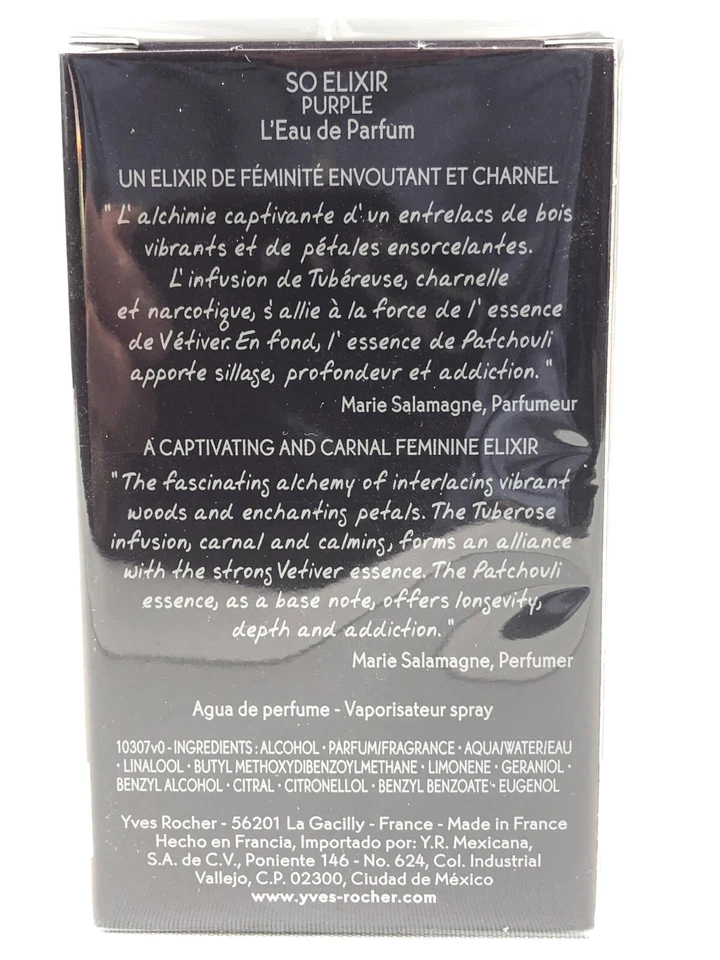 SO ELIXIR
PURPLE
L'Eau de Parfum
UN ELIXIR DE FÉMINITÉ ENVOUTANT ET CHARNEL
"L'alchimie captivante d'un entrelacs de bois
vibrants et de pétales ensorcelantes.
L'infusion de Tubéreuse, charnelle
et narcotique, s'allie à la force de l'essence
de Vétiver. En fond, l'essence de Patchouli
apporte sillage, profondeur et addiction."
Marie Salamagne, Parfumeur
A CAPTIVATING AND CARNAL FEMININE ELIXIR
"The fascinating alchemy of interlacing vibrant
woods and enchanting petals. The Tuberose
infusion, carnal and calming, forms an alliance
with the strong Vetiver essence. The Patchouli
essence, as a base note, offers longevity,
depth and addiction."
Marie Salamagne, Perfumer
Agua de perfume - Vaporisateur spray
10307v0 - INGREDIENTS : ALCOHOL · PARFUM/FRAGRANCE · AQUA/WATER/EAU
· LINALOOL · BUTYL METHOXYDIBENZOYLMETHANE · LIMONENE · GERANIOL ·
BENZYL ALCOHOL · CITRAL · CITRONELLOL · BENZYL BENZOATE · EUGENOL
Yves Rocher - 56201 La Gacilly - France - Made in France
Hecho en Francia, Importado por: Y.R. Mexicana,
S.A. de C.V., Poniente 146 - No. 624, Col. Industrial
Vallejo, C.P. 02300, Ciudad de México
www.yves-rocher.com